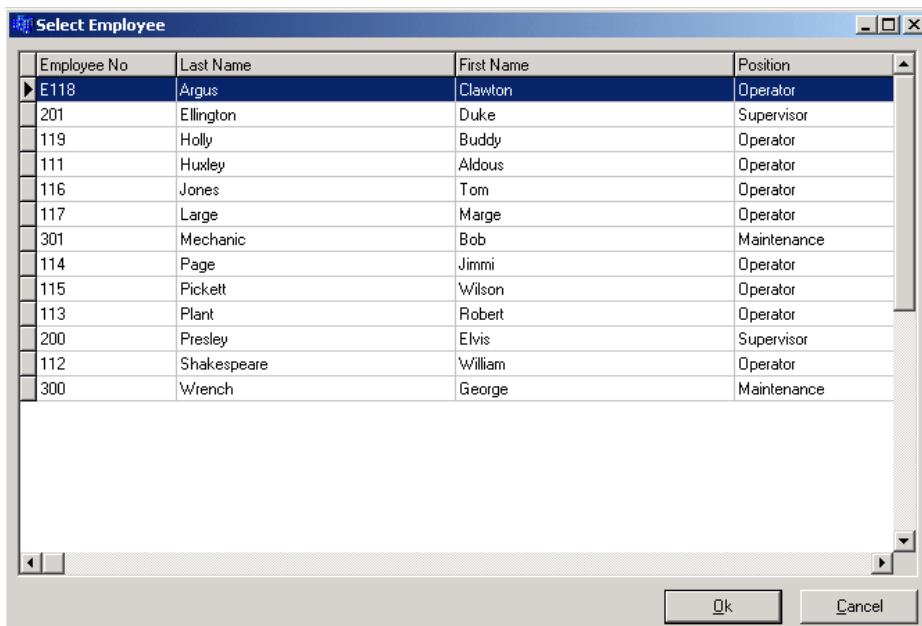 Select Employee
Employee No Last Name First Name Position
E118 Argus Clawton Operator
201 Ellington Duke Supervisor
119 Holly Buddy Operator
111 Huxley Aldous Operator
116 Jones Tom Operator
117 Large Marge Operator
301 Mechanic Bob Maintenance
114 Page Jimmi Operator
115 Pickett Wilson Operator
113 Plant Robert Operator
200 Presley Elvis Supervisor
112 Shakespeare William Operator
300 Wrench George Maintenance
Ok Cancel